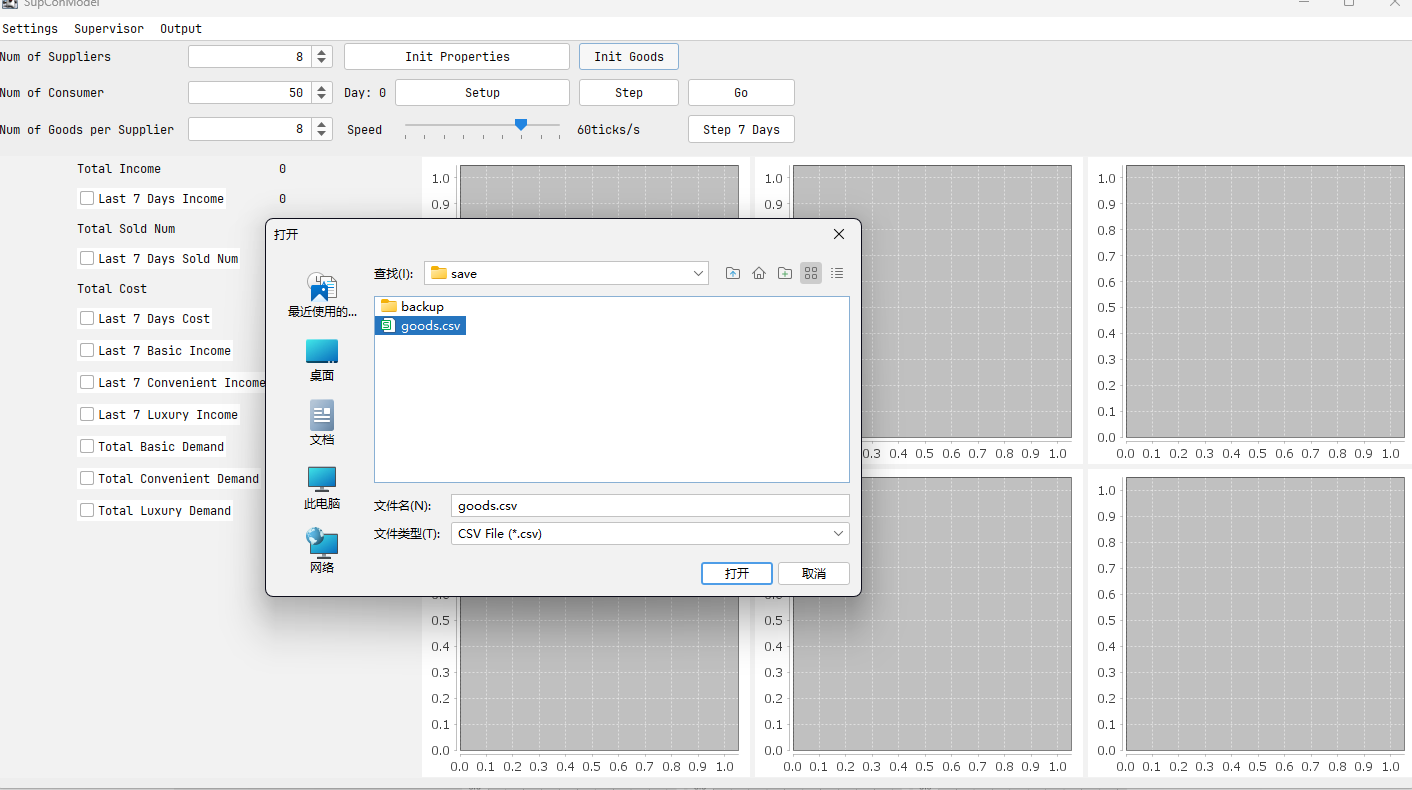 SupConModel
Settings Supervisor Output
Num of Suppliers 8 Init Properties Init Goods
Num of Consumer 50 Day: 0 Setup Step Go
Num of Goods per Supplier 8 Speed 60ticks/s Step 7 Days
Total Income 0
Last 7 Days Income 0
Total Sold Num
Last 7 Days Sold Num
Total Cost
Last 7 Days Cost
Last 7 Basic Income
Last 7 Convenient Income
Last 7 Luxury Income
Total Basic Demand
Total Convenient Demand
Total Luxury Demand
打开
查找(I): save
最近使用的...
桌面
文档
此电脑
网络
backup
goods.csv
文件名(N): goods.csv
文件类型(T): CSV File (*.csv)
打开 取消
1.0
0.9
1.0
0.9
1.0
0.9
0.8
0.7
0.6
0.5
0.4
0.3
0.2
0.1
0.0
0.3 0.4 0.5 0.6 0.7 0.8 0.9 1.0
0.0 0.1 0.2 0.3 0.4 0.5 0.6 0.7 0.8 0.9 1.0
0.5
0.4
0.3
0.2
0.1
0.0
0.0 0.1 0.2 0.3 0.4 0.5 0.6 0.7 0.8 0.9 1.0
0.5
0.4
0.3
0.2
0.1
0.0
0.0 0.1 0.2 0.3 0.4 0.5 0.6 0.7 0.8 0.9 1.0
1.0
0.9
0.8
0.7
0.6
0.5
0.4
0.3
0.2
0.1
0.0
0.0 0.1 0.2 0.3 0.4 0.5 0.6 0.7 0.8 0.9 1.0